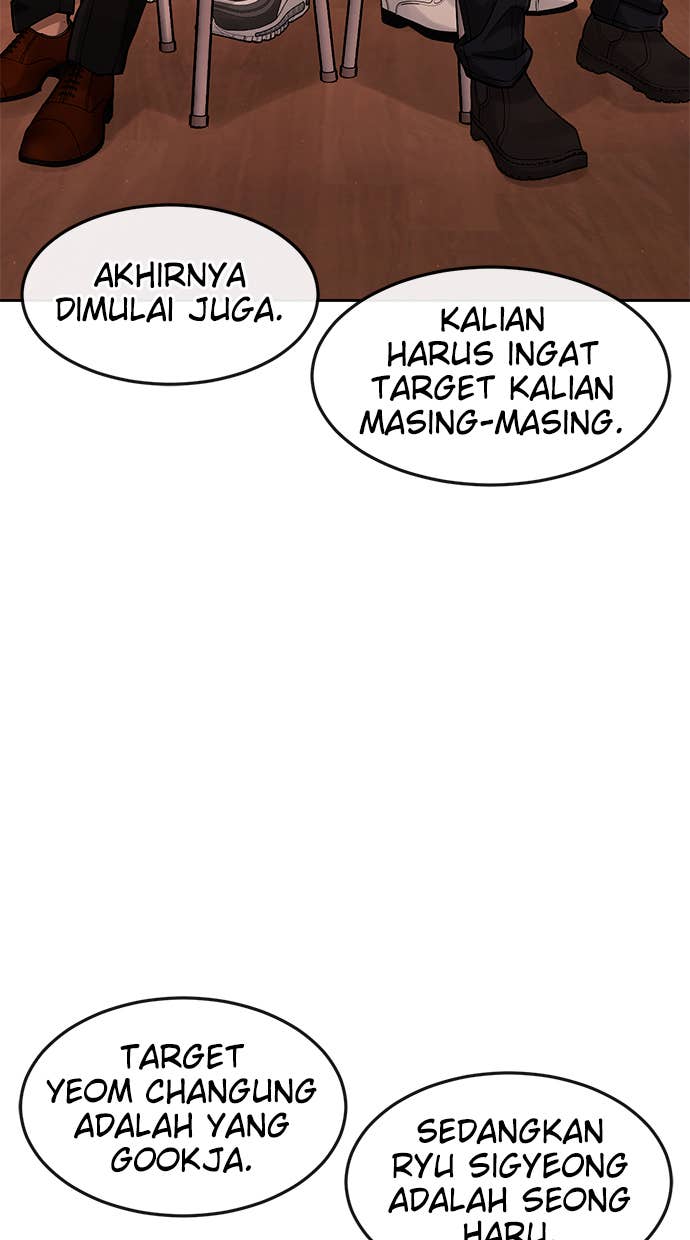 AKHIRNYA
DIMULAI JUGA.
KALIAN
HARUS INGAT
TARGET KALIAN
MASING-MASING.
TARGET
YEOM CHANGUNG
ADALAH YANG
GOOKJA.
SEDANGKAN
RYU SIGYEONG
ADALAH SEONG
HARU.